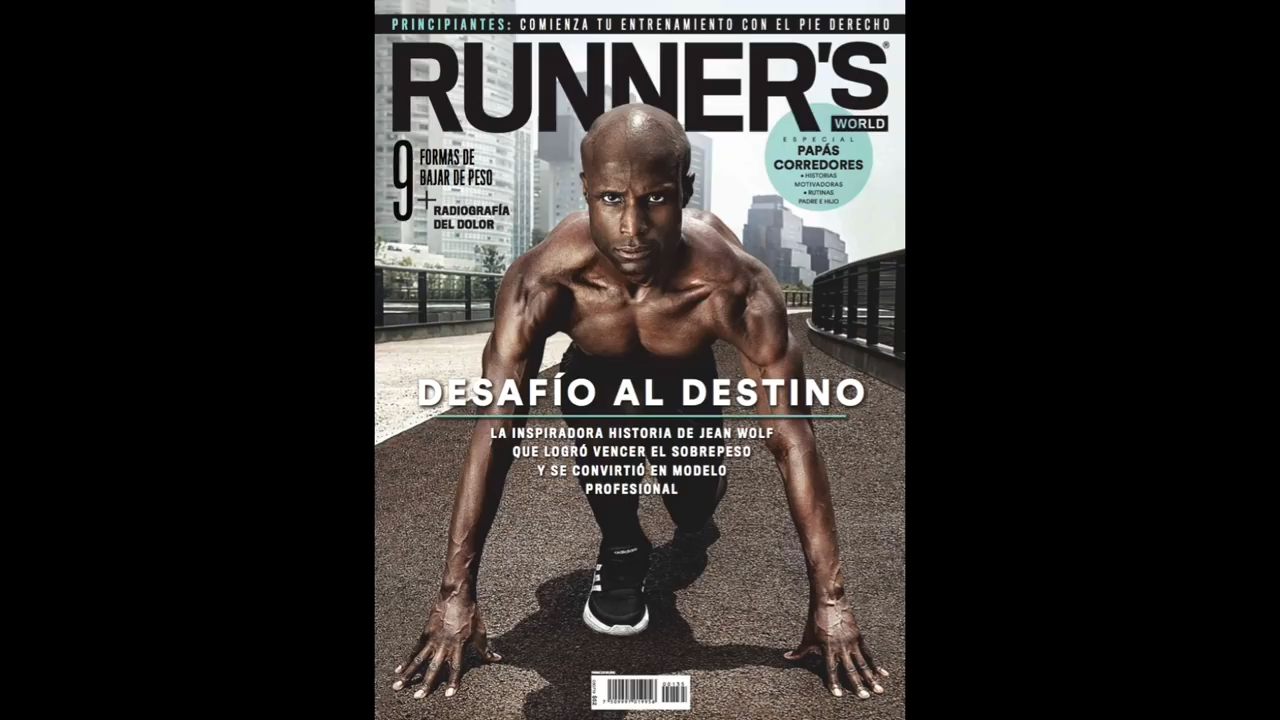 PRINCIPIANTES: COMIENZA TU ENTRENAMIENTO CON EL PIE DERECHO
RUNNER'S
WORLD
9 FORMAS DE
BAJAR DE PESO
+ RADIOGRAFÍA
DEL DOLOR
ESPECIAL
PAPÁS
CORREDORES
• HISTORIAS
MOTIVADORAS
• RUTINAS
PADRE E HIJO
DESAFÍO AL DESTINO
LA INSPIRADORA HISTORIA DE JEAN WOLF
QUE LOGRÓ VENCER EL SOBREPESO
Y SE CONVIRTIÓ EN MODELO
PROFESIONAL
adidas
00135